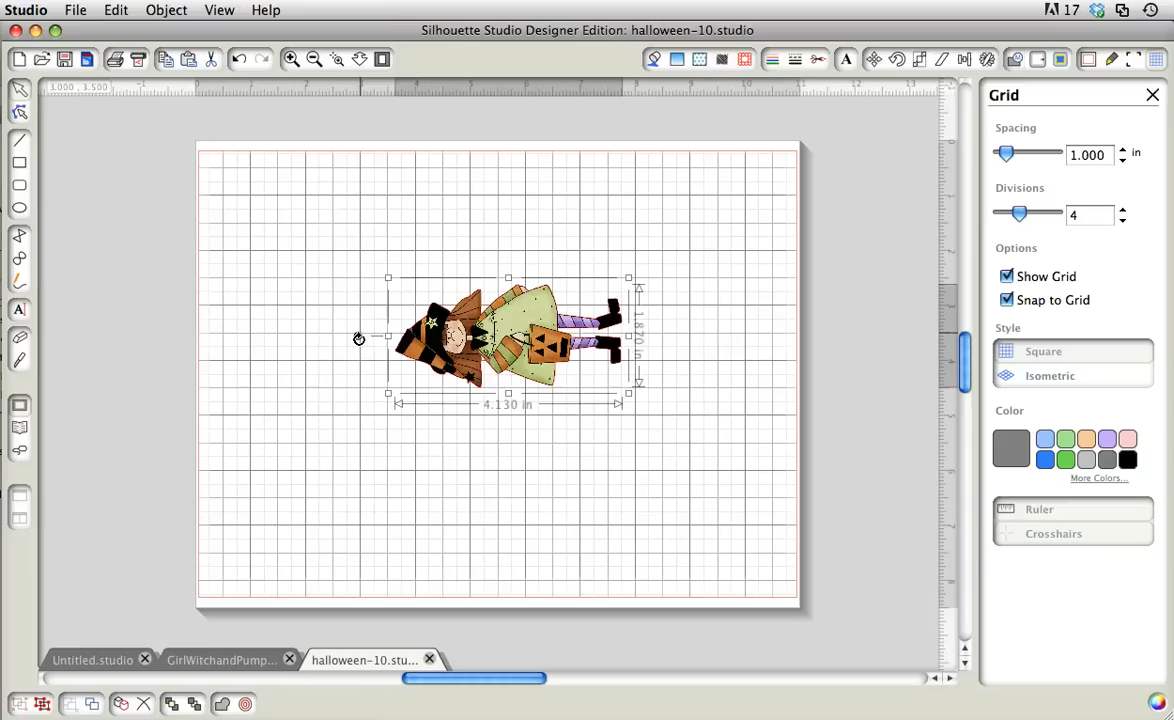 Studio File Edit Object View Help 17
Silhouette Studio Designer Edition: halloween-10.studio
3.000 , 3.500
Grid
Spacing
1.000 in
Divisions
4
Options
Show Grid
Snap to Grid
Style
Square
Isometric
Color
More Colors...
Ruler
Crosshairs
1.870 in
4.130 in
Untitled.studio
GirlWitchandPump...
halloween-10.stu...